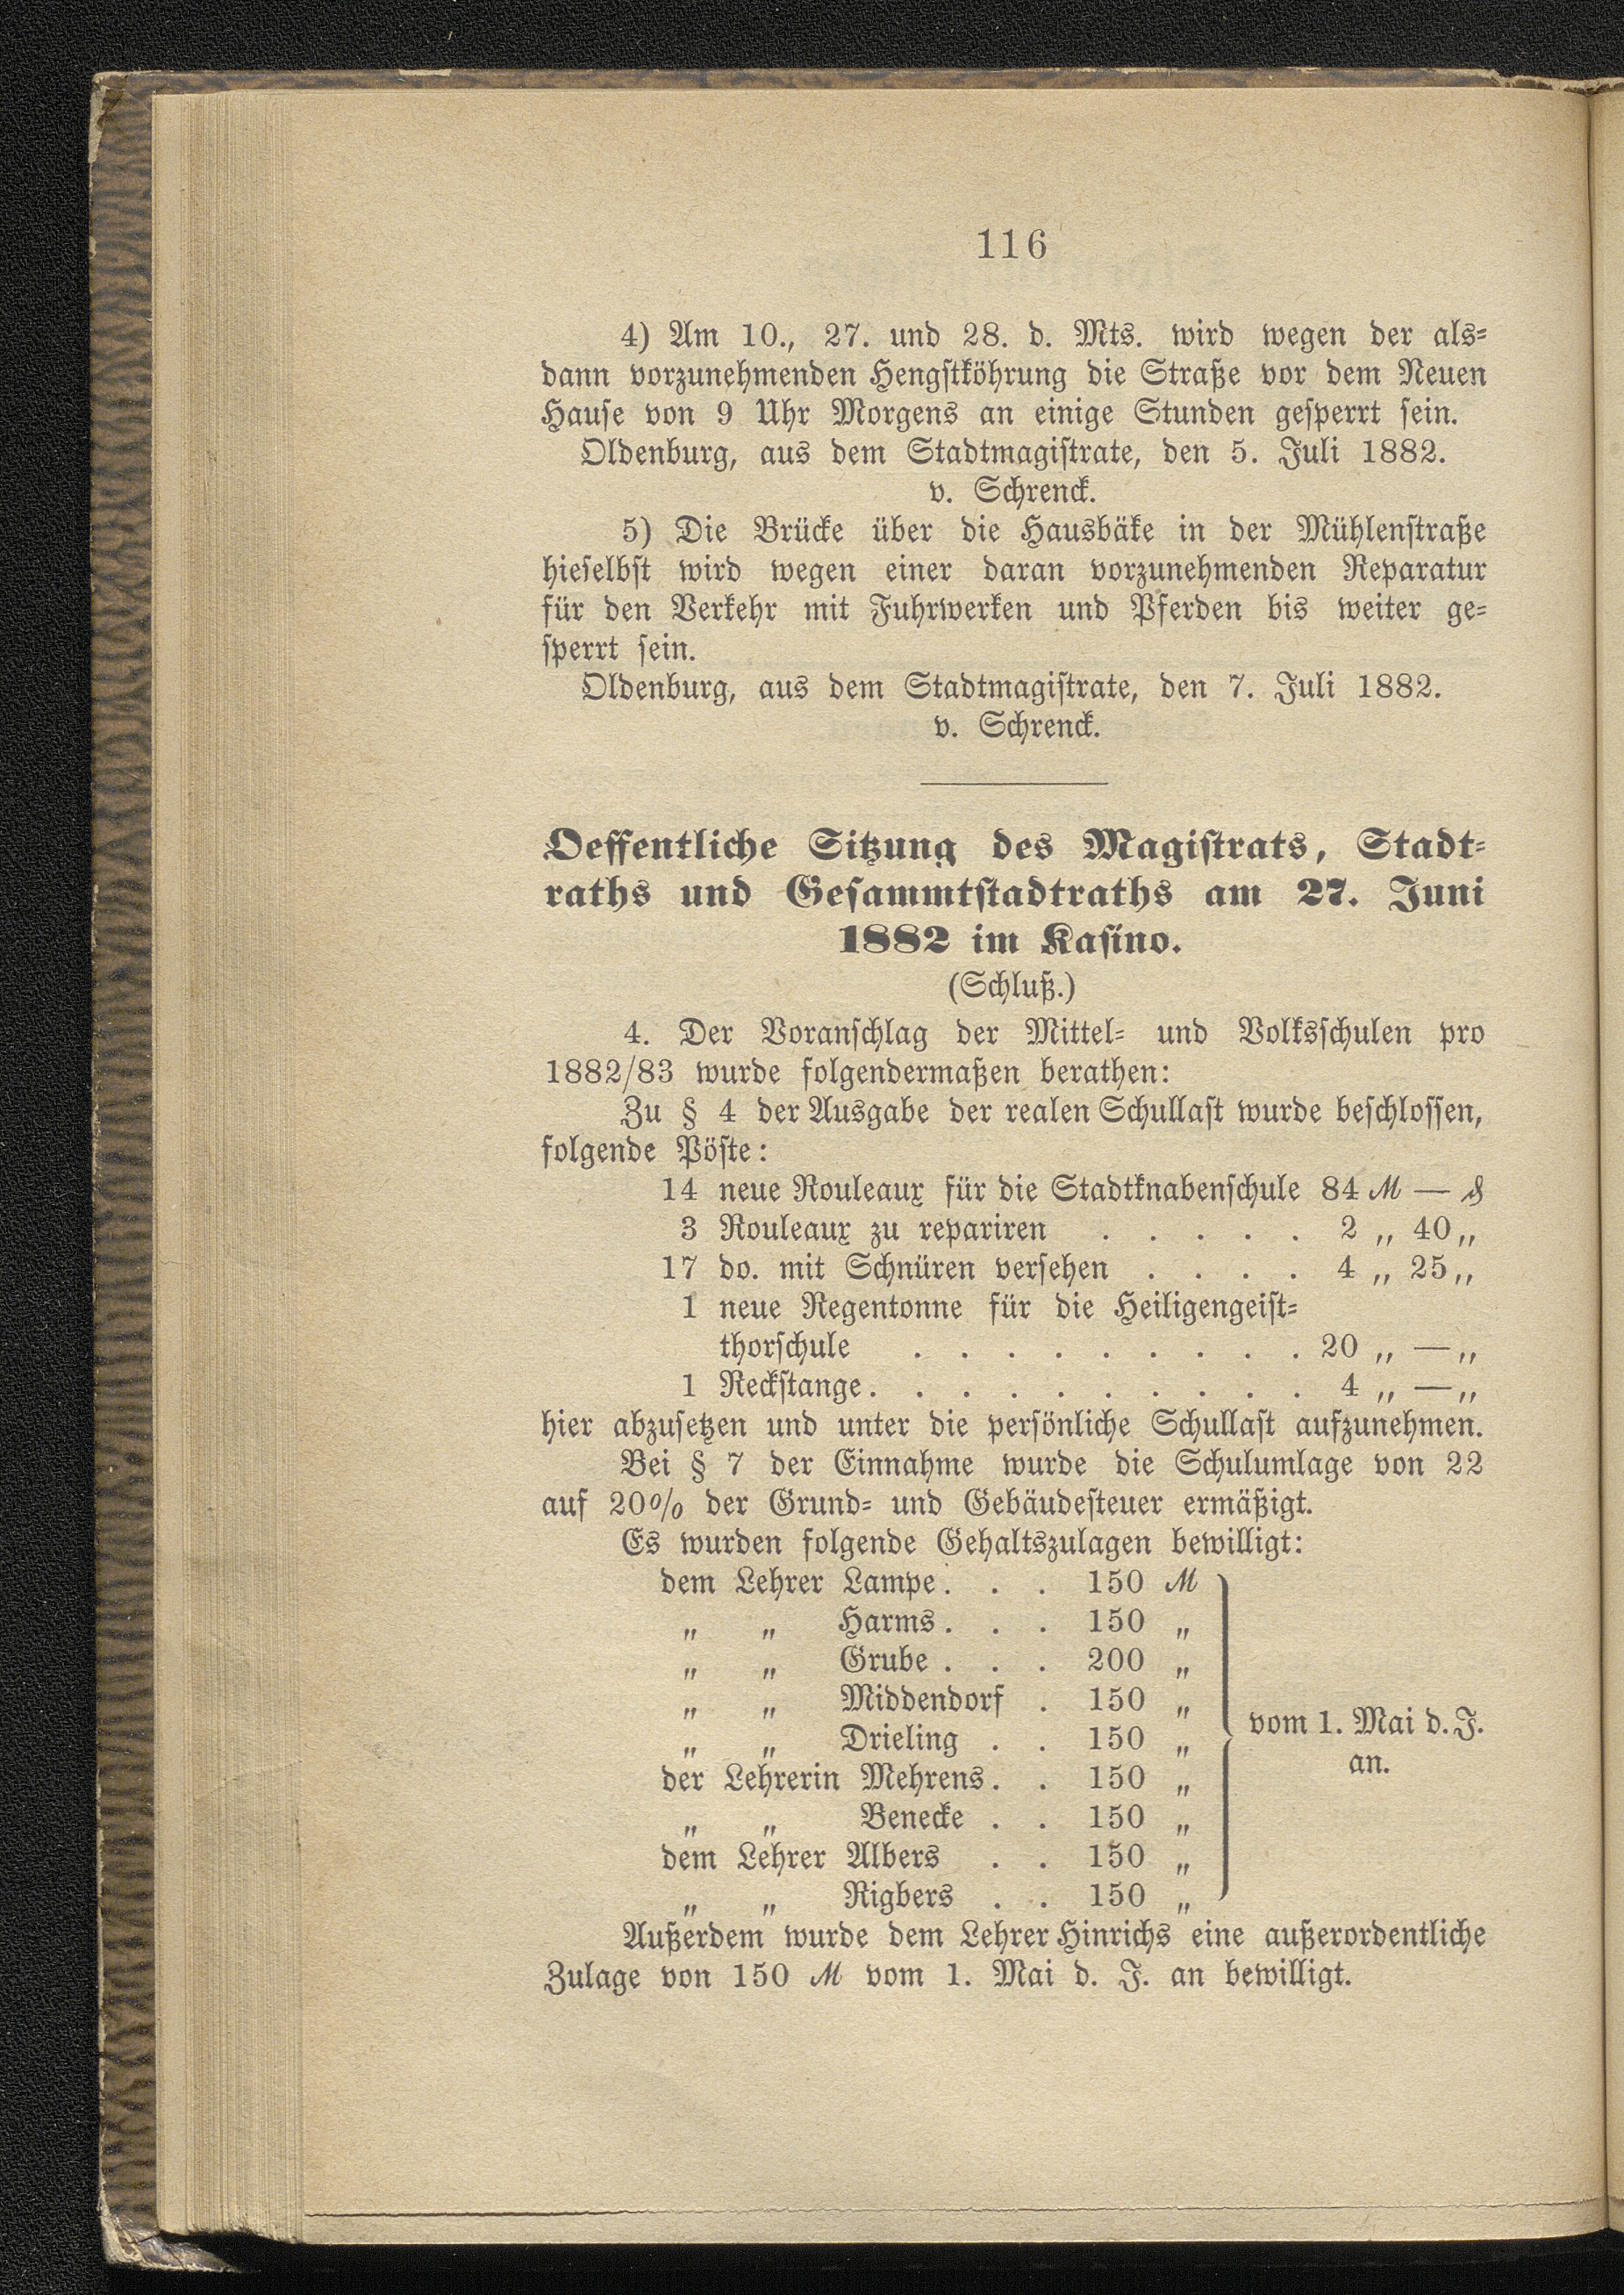 116
4) Am 10., 27. und 28. d. Mts. wird wegen der als-
dann vorzunehmenden Hengstköhrung die Straße vor dem Neuen
Hause von 9 Uhr Morgens an einige Stunden gesperrt sein.
Oldenburg, aus dem Stadtmagistrate, den 5. Juli 1882.
v. Schrenck.
5) Die Brücke über die Hausbäke in der Mühlenstraße
hieselbst wird wegen einer daran vorzunehmenden Reparatur
für den Verkehr mit Fuhrwerken und Pferden bis weiter ge-
sperrt sein.
Oldenburg, aus dem Stadtmagistrate, den 7. Juli 1882.
v. Schrenck.
Oeffentliche Sitzung des Magistrats, Stadt-
raths und Gesammtstadtraths am 27. Juni
1882 im Kasino.
(Schluß.)
4. Der Voranschlag der Mittel- und Volksschulen pro
1882/83 wurde folgendermaßen berathen:
Zu § 4 der Ausgabe der realen Schullast wurde beschlossen,
folgende Pöste:
14 neue Rouleaux für die Stadtknabenschule 84 ℳ — ₰
3 Rouleaux zu repariren . . . . . 2 „ 40 „
17 do. mit Schnüren versehen . . . . 4 „ 25 „
1 neue Regentonne für die Heiligengeist-
thorschule . . . . . . . . . 20 „ — „
1 Reckstange . . . . . . . . . . 4 „ — „
hier abzusetzen und unter die persönliche Schullast aufzunehmen.
Bei § 7 der Einnahme wurde die Schulumlage von 22
auf 20% der Grund- und Gebäudesteuer ermäßigt.
Es wurden folgende Gehaltszulagen bewilligt:
dem Lehrer Lampe . . . 150 ℳ
„ „ Harms . . . 150 „
„ „ Grube . . . 200 „
„ „ Middendorf . 150 „
„ „ Drieling . . 150 „
der Lehrerin Mehrens . . 150 „
„ „ Benecke . . 150 „
dem Lehrer Albers . . 150 „
„ „ Rigbers . . 150 „
vom 1. Mai d. J.
an.
Außerdem wurde dem Lehrer Hinrichs eine außerordentliche
Zulage von 150 ℳ vom 1. Mai d. J. an bewilligt.